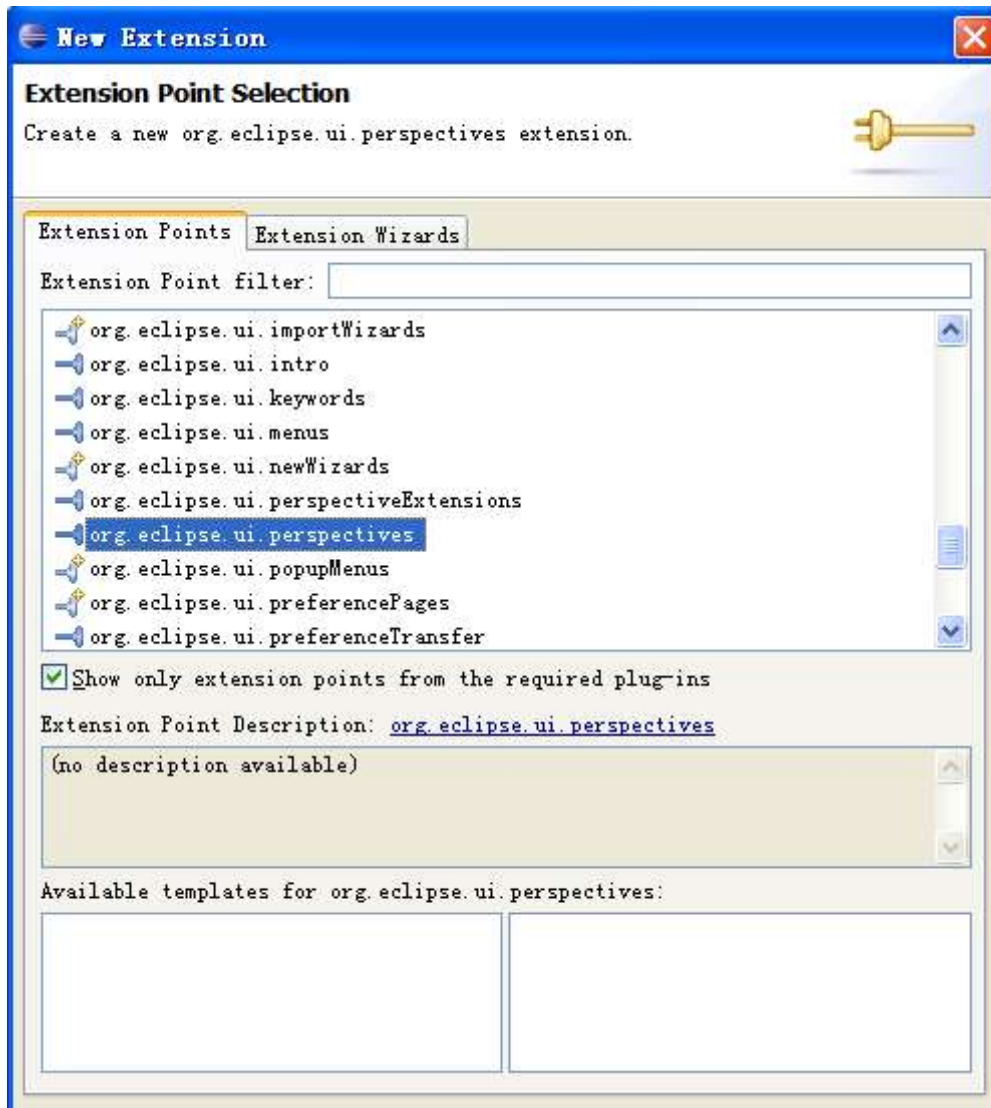 New Extension
Extension Point Selection
Create a new org.eclipse.ui.perspectives extension.
Extension Points
Extension Wizards
Extension Point filter:
org.eclipse.ui.importWizards
org.eclipse.ui.intro
org.eclipse.ui.keywords
org.eclipse.ui.menus
org.eclipse.ui.newWizards
org.eclipse.ui.perspectiveExtensions
org.eclipse.ui.perspectives
org.eclipse.ui.popupMenus
org.eclipse.ui.preferencePages
org.eclipse.ui.preferenceTransfer
Show only extension points from the required plug-ins
Extension Point Description: org.eclipse.ui.perspectives
(no description available)
Available templates for org.eclipse.ui.perspectives: